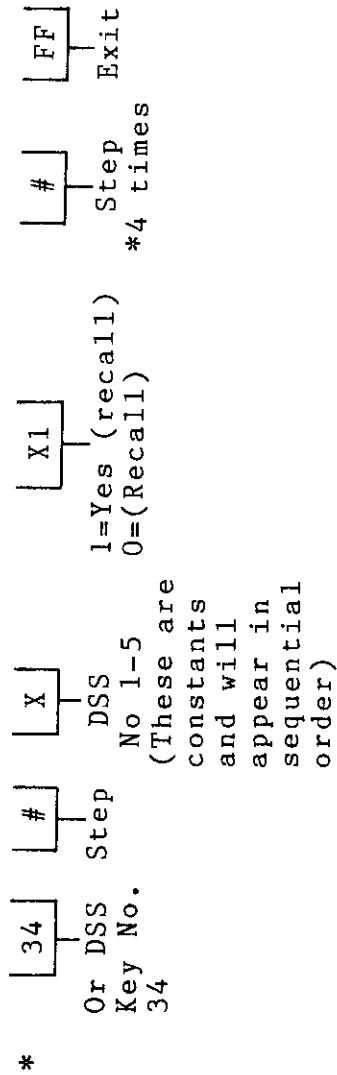 *
34
Or DSS
Key No.
34
#
Step
X
DSS
No 1-5
(These are
constants
and will
appear in
sequential
order)
X1
1=Yes (recall)
0=(Recall)
#
Step
*4 times
FF
Exit